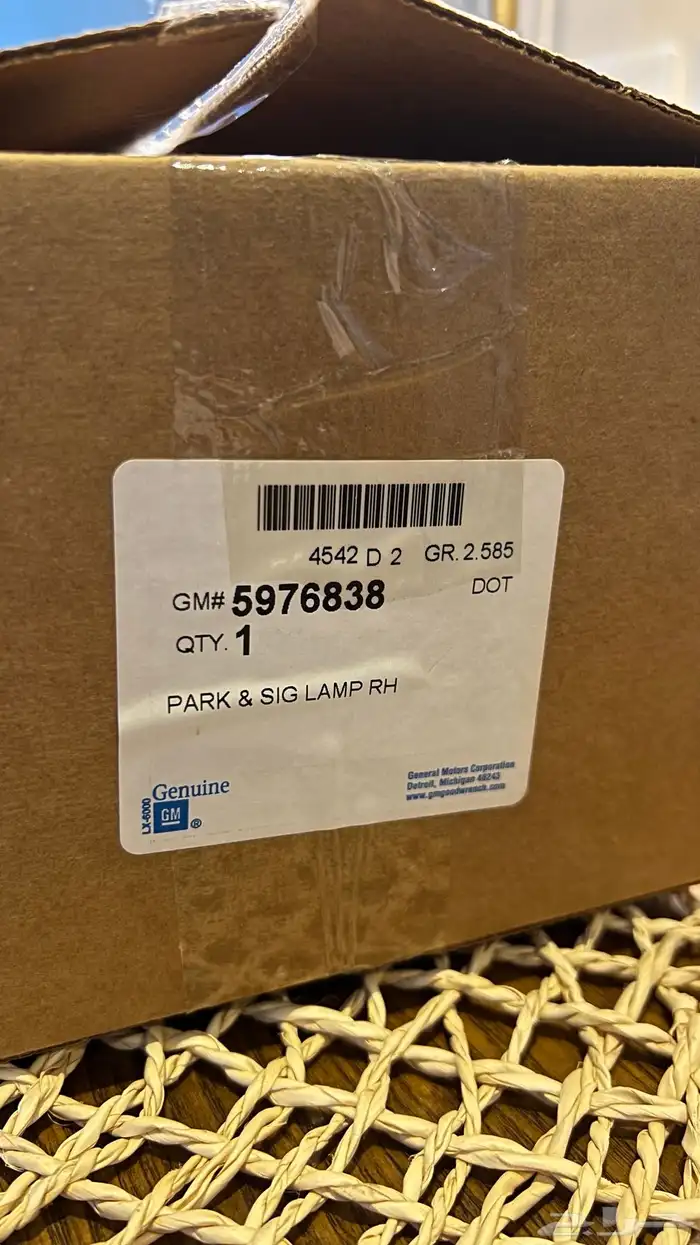 4542 D 2 GR. 2.585
DOT
GM# 5976838
QTY. 1
PARK & SIG LAMP RH
Genuine
LX-6000
GM ®
General Motors Corporation
Detroit, Michigan 48243
www.gmgoodwrench.com
حراج